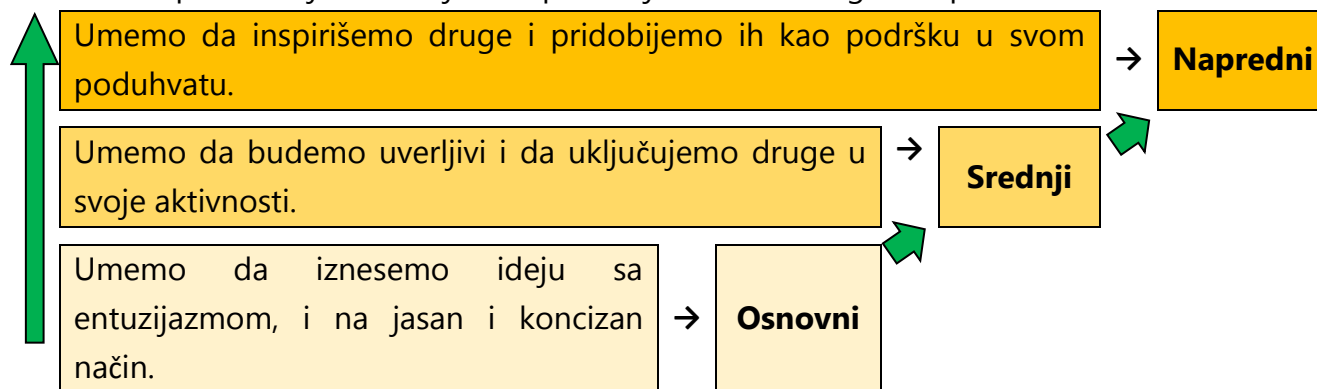 Umemo da inspirišemo druge i pridobijemo ih kao podršku u svom
poduhvatu.
→
Napredni
Umemo da budemo uverljivi i da uključujemo druge u
svoje aktivnosti.
→
Srednji
Umemo da iznesemo ideju sa
entuzijazmom, i na jasan i koncizan
način.
→
Osnovni